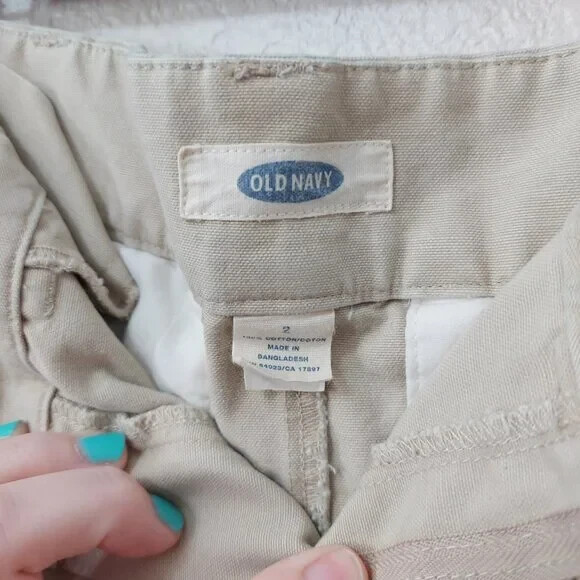 OLD NAVY
2
100% COTTON/COTON
MADE IN
BANGLADESH
RN 54023/CA 17897